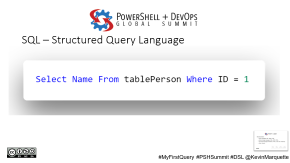 PowerShell + DevOps
GLOBAL SUMMIT
SQL – Structured Query Language
Select Name From tablePerson Where ID = 1
#MyFirstQuery #PSHSummit #DSL @KevinMarquette